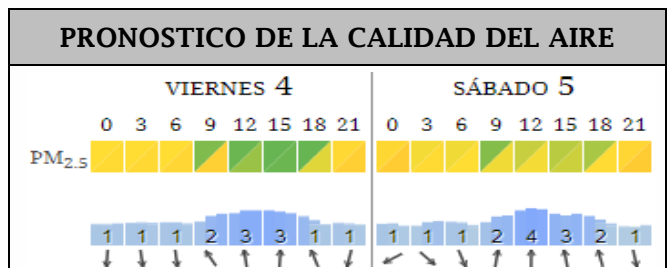 PRONOSTICO DE LA CALIDAD DEL AIRE
VIERNES 4 SÁBADO 5
0 3 6 9 12 15 18 21 0 3 6 9 12 15 18 21
PM2.5
1 1 1 2 3 3 1 1 1 1 1 2 4 3 2 1